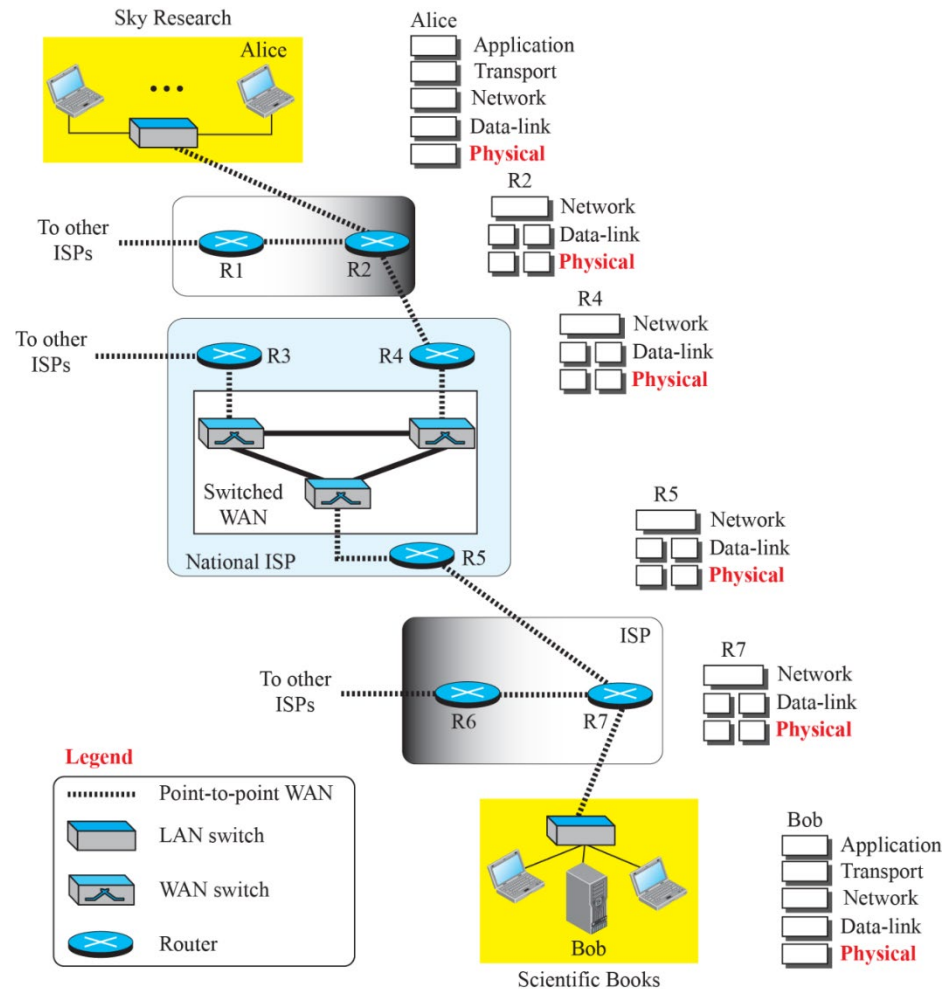 Sky Research
Alice
Alice
Application
Transport
Network
Data-link
Physical
R2
Network
Data-link
Physical
To other
ISPs
R1
R2
R4
Network
Data-link
Physical
To other
ISPs
R3
R4
Switched
WAN
National ISP
R5
R5
Network
Data-link
Physical
ISP
To other
ISPs
R6
R7
R7
Network
Data-link
Physical
Legend
Point-to-point WAN
LAN switch
WAN switch
Router
Bob
Scientific Books
Bob
Application
Transport
Network
Data-link
Physical